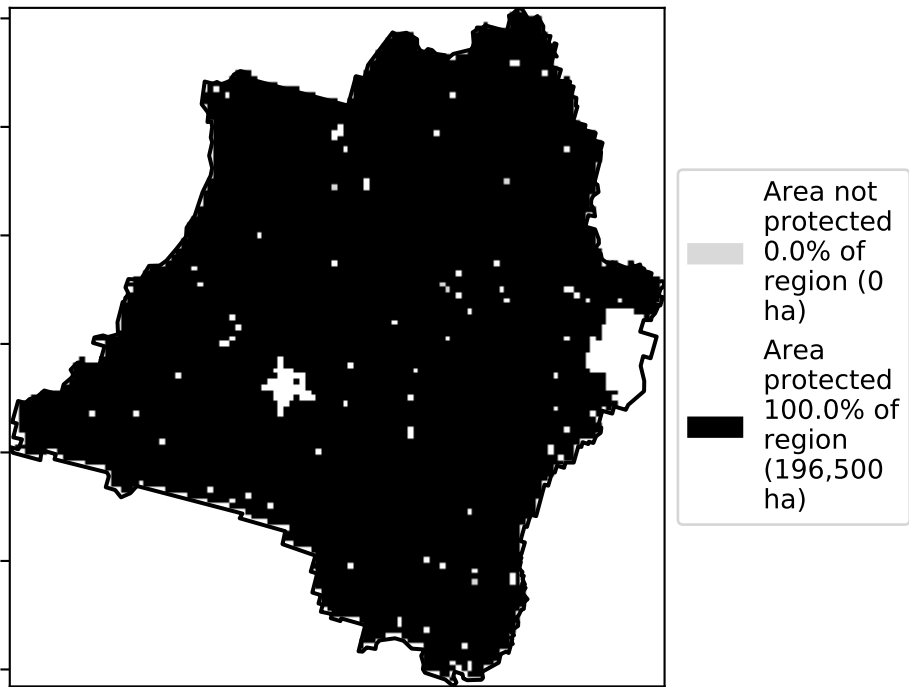 Area not
protected
0.0% of
region (0
ha)
Area
protected
100.0% of
region
(196,500
ha)